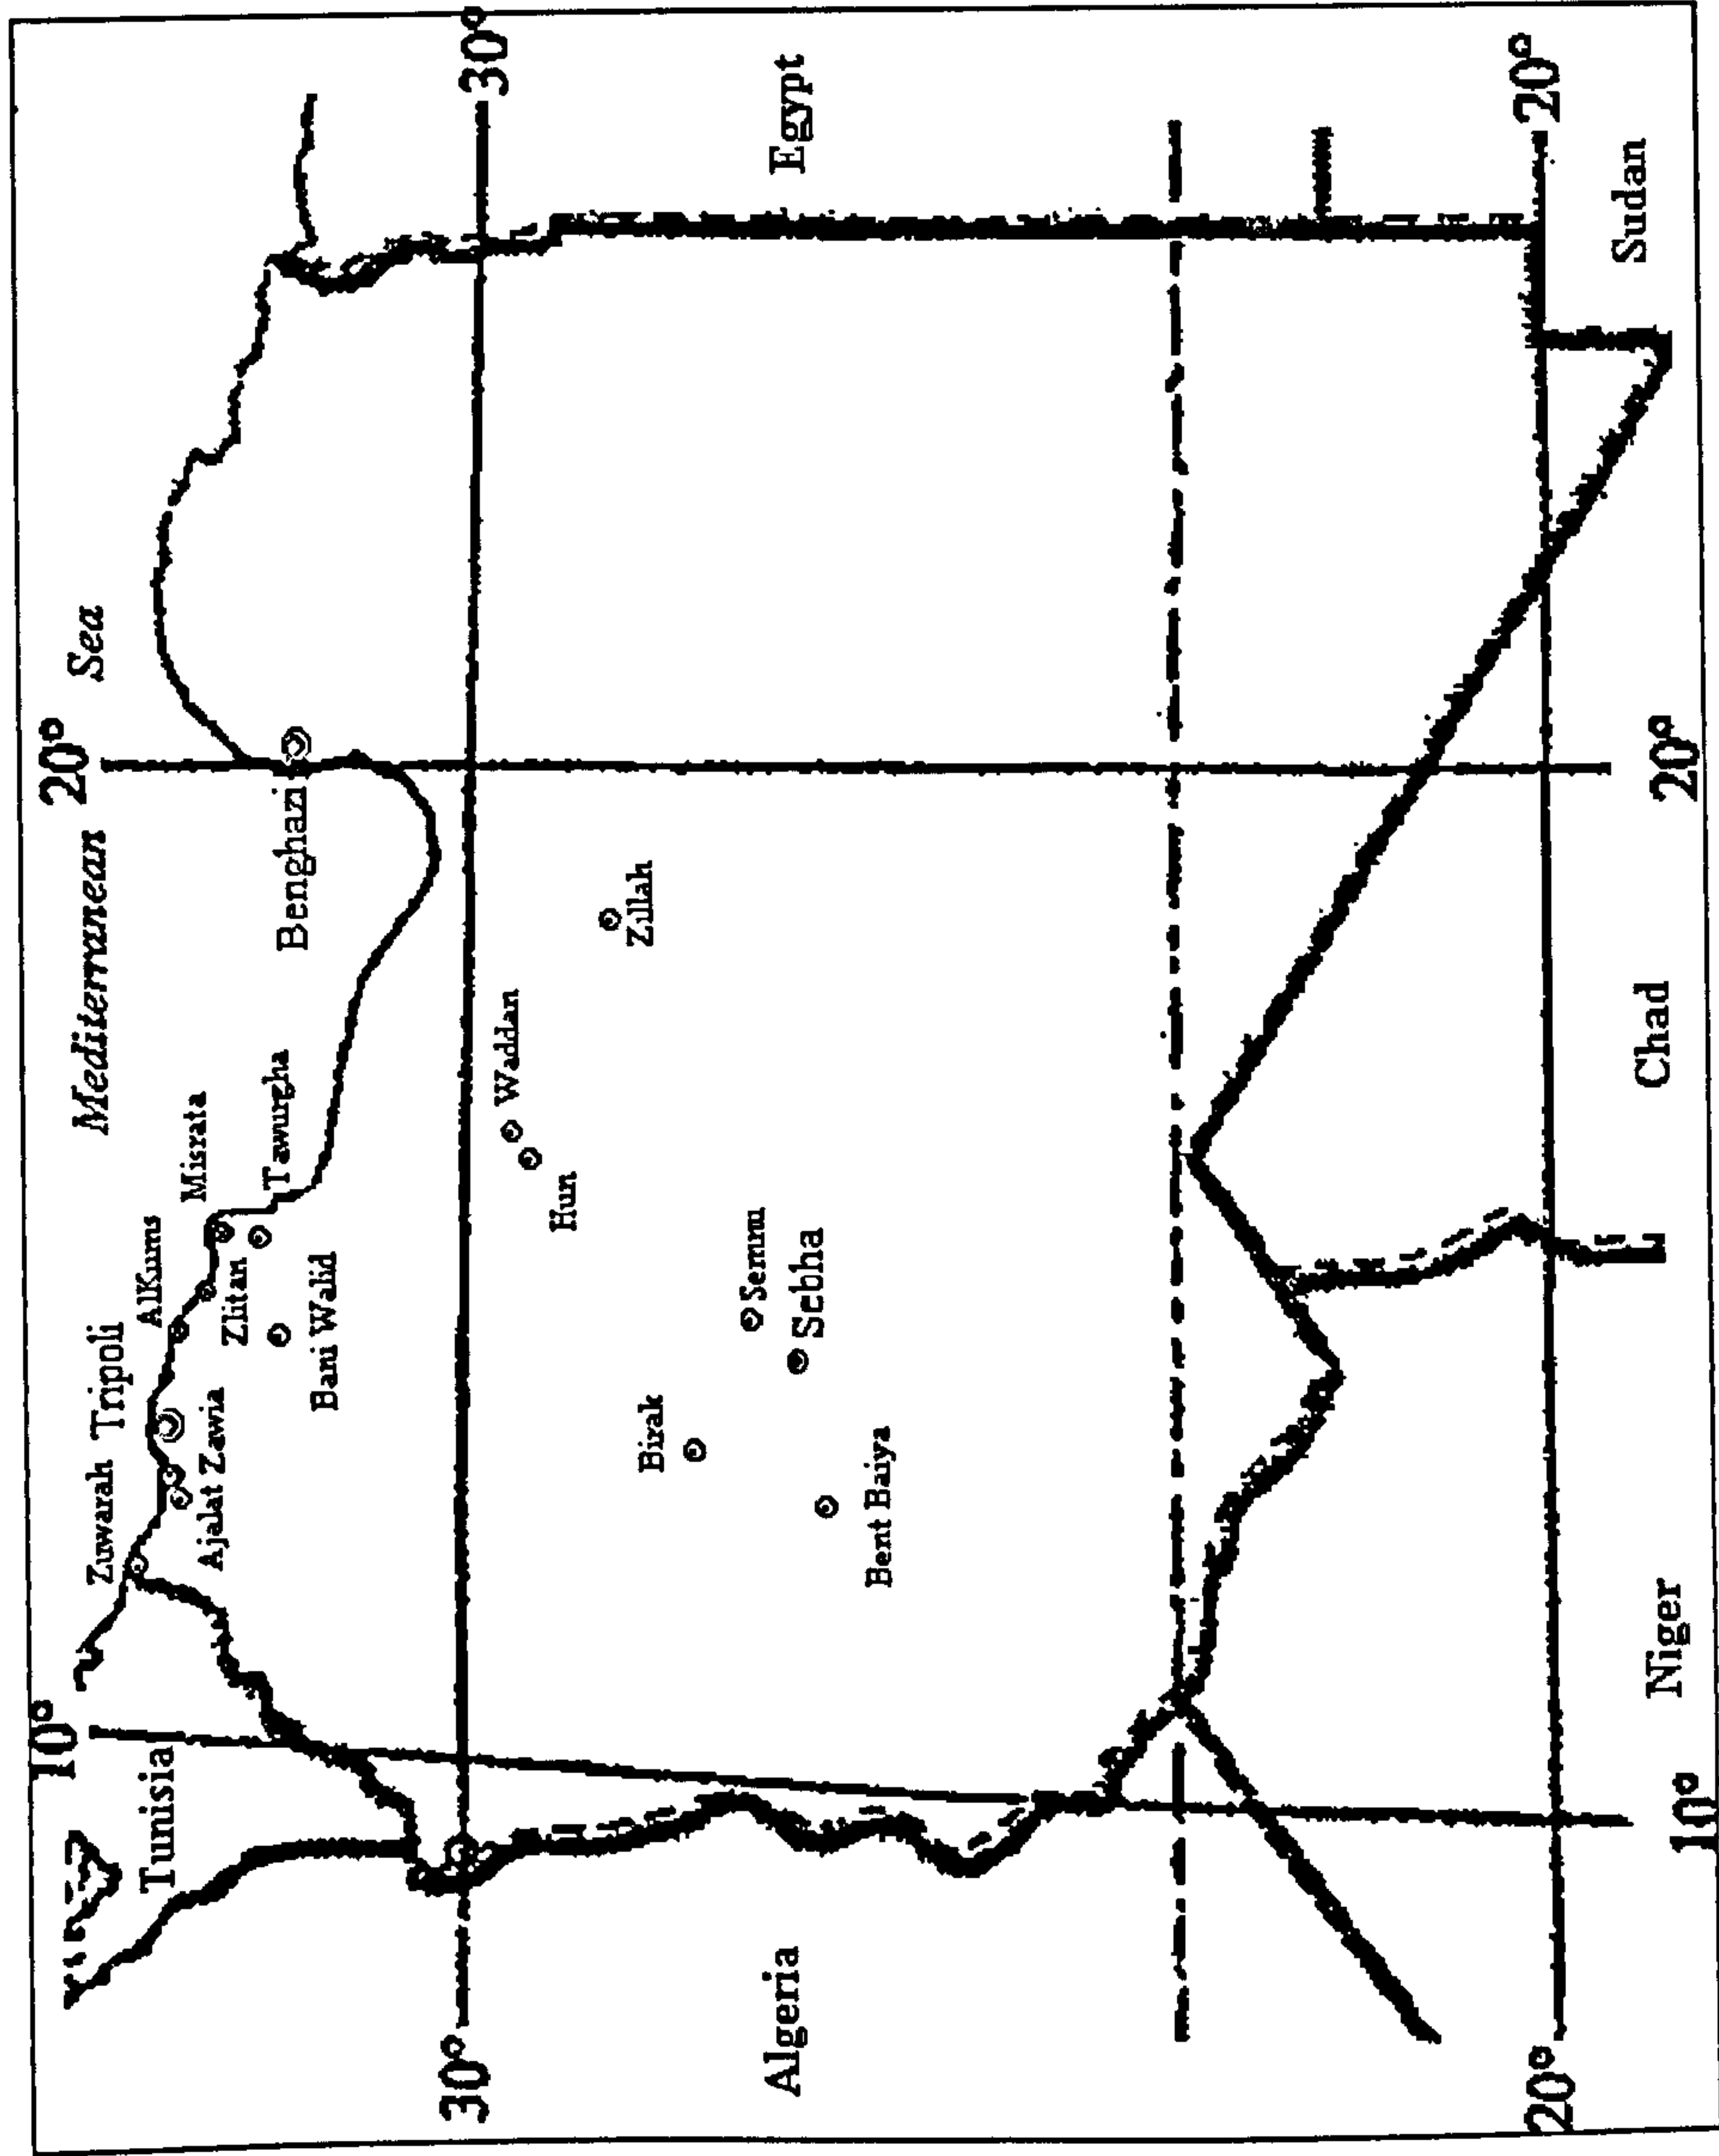 10°
20°
Mediterranean Sea
Tunisia
Zuwarah
Tripoli
AlKums
Misrata
Ajalat
Zawia
Zlitan
Tawurgha
Benghazi
Bani Walid
30°
30°
Waddan
Hun
Zillah
Birak
Semnu
Sebha
Bent Baiya
Algeria
Egypt
20°
20°
Niger
Chad
Sudan
10°
20°